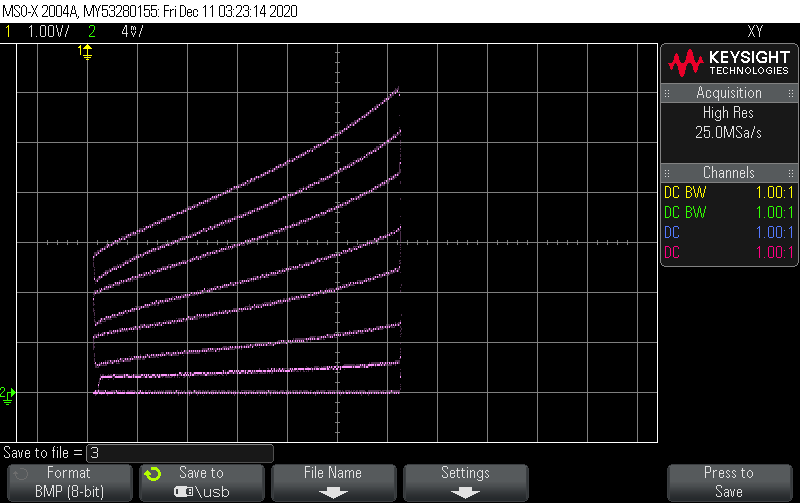 MSO-X 2004A, MY53280155: Fri Dec 11 03:23:14 2020
1 1.00V/ 2 4mV/ XY
1
KEYSIGHT
TECHNOLOGIES
Acquisition
High Res
25.0MSa/s
Channels
DC BW 1.00:1
DC BW 1.00:1
DC 1.00:1
DC 1.00:1
2
Save to file = 3
Format
BMP (8-bit)
Save to
\usb
File Name
Settings
Press to
Save